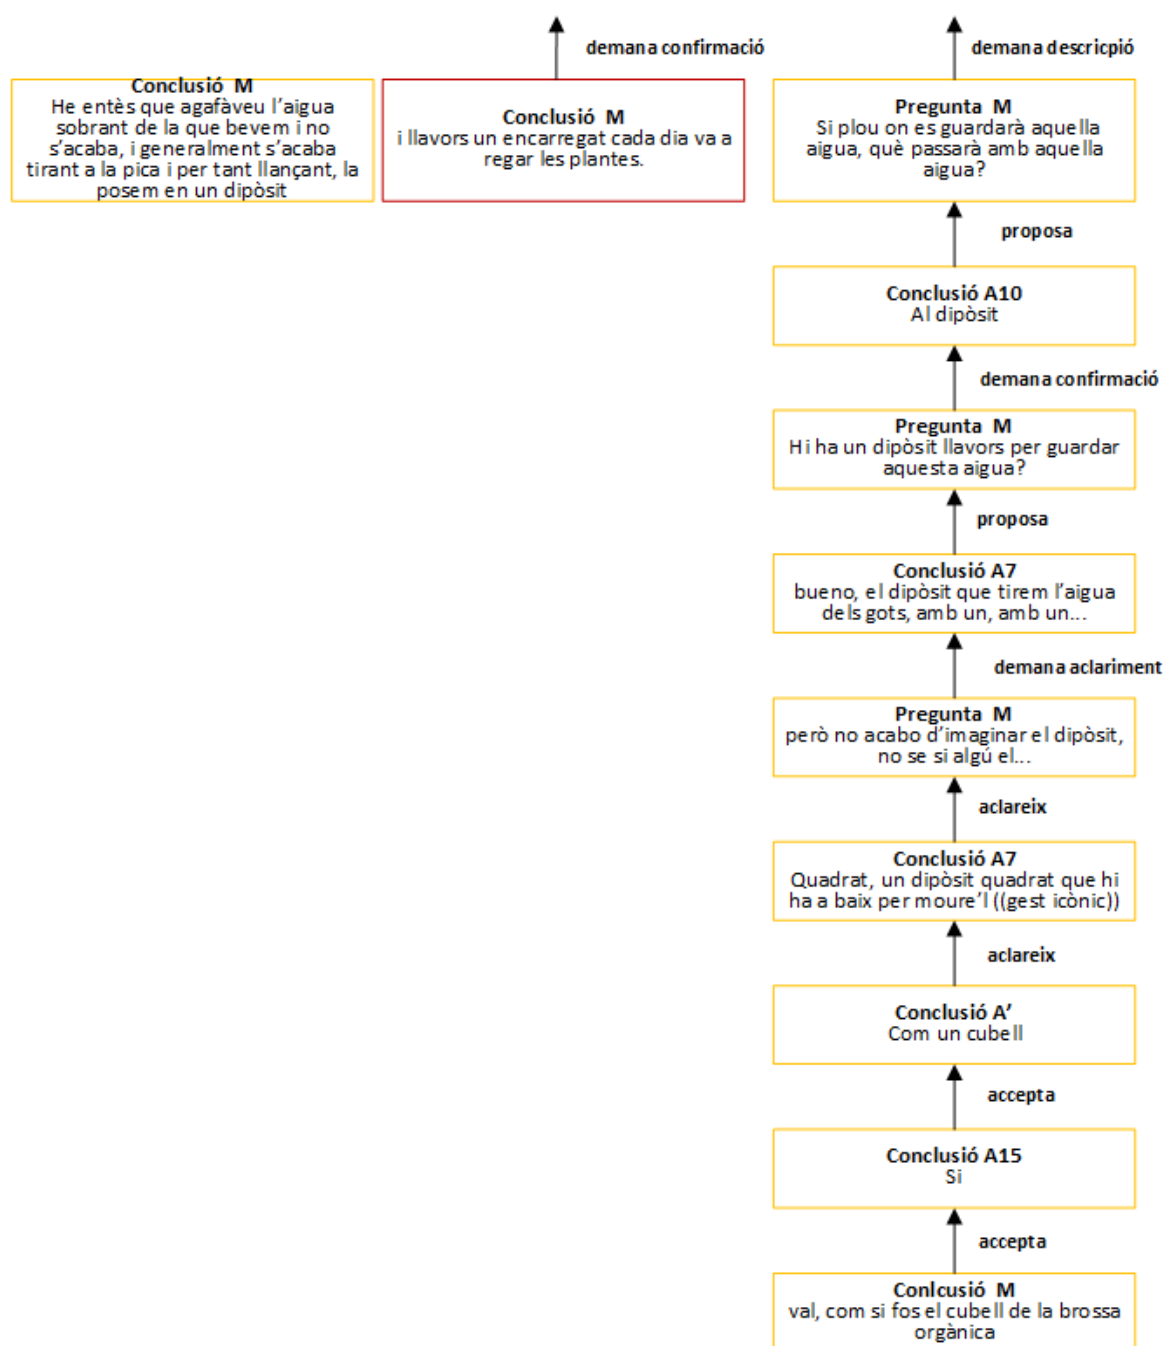 demana confirmació
demana descricpió
Conclusió M
He entès que agafàveu l'aigua
sobrant de la que bevem i no
s'acaba, i generalment s'acaba
tirant a la pica i per tant llançant, la
posem en un dipòsit
Conclusió M
i llavors un encarregat cada dia va a
regar les plantes.
Pregunta M
Si plou on es guardarà aquella
aigua, què passarà amb aquella
aigua?
proposa
Conclusió A10
Al dipòsit
demana confirmació
Pregunta M
Hi ha un dipòsit llavors per guardar
aquesta aigua?
proposa
Conclusió A7
bueno, el dipòsit que tirem l'aigua
dels gots, amb un, amb un...
demana aclariment
Pregunta M
però no acabo d'imaginar el dipòsit,
no se si algú el...
aclareix
Conclusió A7
Quadrat, un dipòsit quadrat que hi
ha a baix per moure'l ((gest icònic))
aclareix
Conclusió A'
Com un cubell
accepta
Conclusió A15
Si
accepta
Conlcusió M
val, com si fos el cubell de la brossa
orgànica